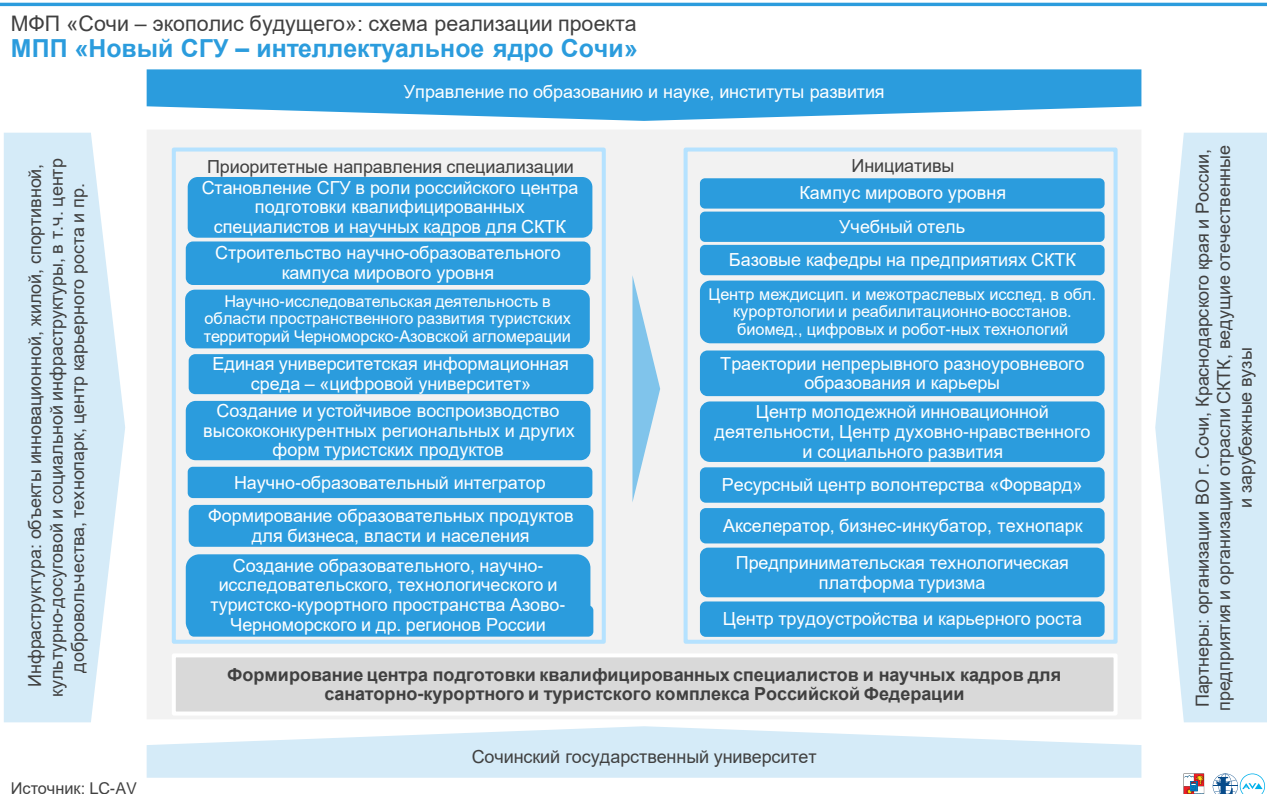 МФП «Сочи – экополис будущего»: схема реализации проекта
МПП «Новый СГУ – интеллектуальное ядро Сочи»
Управление по образованию и науке, институты развития
Инфраструктура: объекты инновационной, жилой, спортивной,
культурно-досуговой и социальной инфраструктуры, в т.ч. центр
добровольчества, технопарк, центр карьерного роста и пр.
Приоритетные направления специализации
Становление СГУ в роли российского центра
подготовки квалифицированных
специалистов и научных кадров для СКТК
Строительство научно-образовательного
кампуса мирового уровня
Научно-исследовательская деятельность в
области пространственного развития туристских
территорий Черноморско-Азовской агломерации
Единая университетская информационная
среда – «цифровой университет»
Создание и устойчивое воспроизводство
высококонкурентных региональных и других
форм туристских продуктов
Научно-образовательный интегратор
Формирование образовательных продуктов
для бизнеса, власти и населения
Создание образовательного, научно-
исследовательского, технологического и
туристско-курортного пространства Азово-
Черноморского и др. регионов России
Инициативы
Кампус мирового уровня
Учебный отель
Базовые кафедры на предприятиях СКТК
Центр междисцип. и межотраслевых исслед. в обл.
курортологии и реабилитационно-восстанов.
биомед., цифровых и робот-ных технологий
Траектории непрерывного разноуровневого
образования и карьеры
Центр молодежной инновационной
деятельности, Центр духовно-нравственного
и социального развития
Ресурсный центр волонтерства «Форвард»
Акселератор, бизнес-инкубатор, технопарк
Предпринимательская технологическая
платформа туризма
Центр трудоустройства и карьерного роста
Партнеры: организации ВО г. Сочи, Краснодарского края и России,
предприятия и организации отрасли СКТК, ведущие отечественные
и зарубежные вузы
Формирование центра подготовки квалифицированных специалистов и научных кадров для
санаторно-курортного и туристского комплекса Российской Федерации
Сочинский государственный университет
Источник: LC-AV
AVA